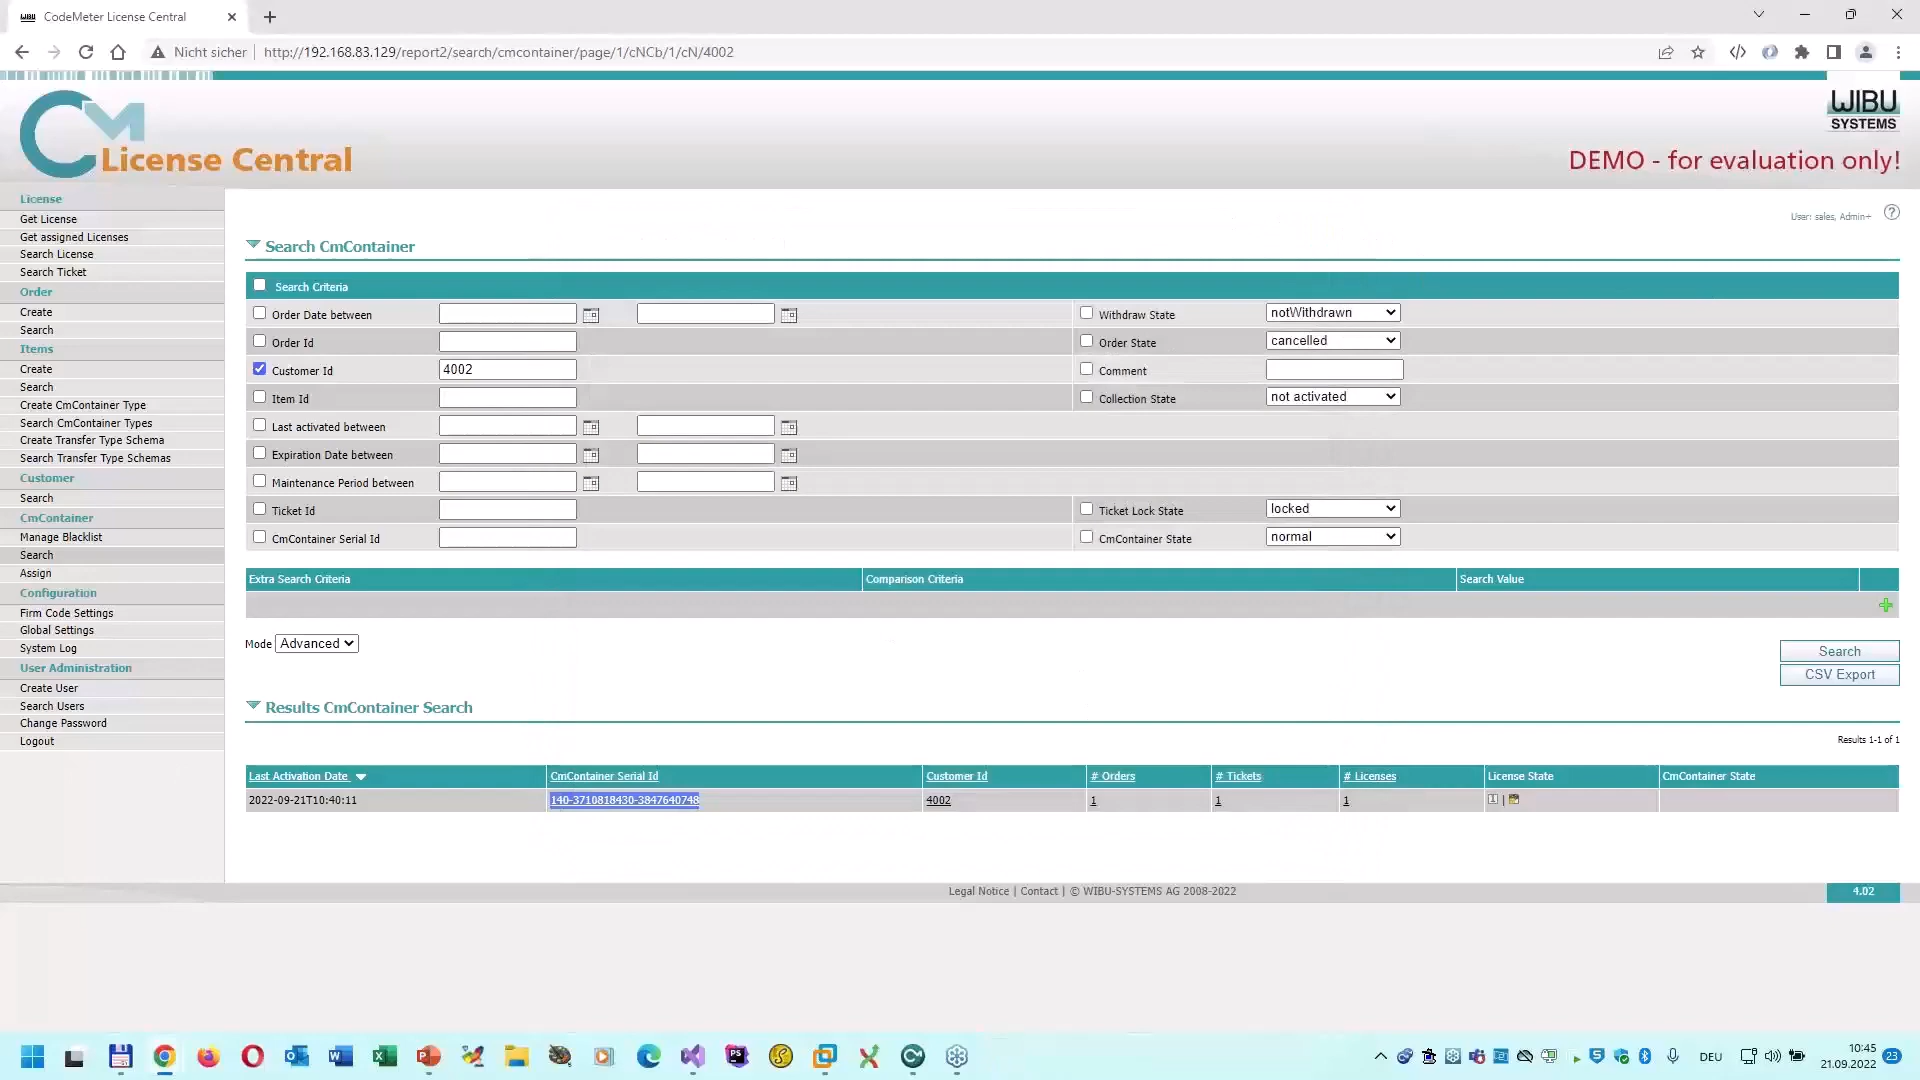 CodeMeter License Central
Nicht sicher http://192.168.83.129/report2/search/cmcontainer/page/1/cNCb/1/cN/4002
CM License Central
WIBU SYSTEMS
DEMO - for evaluation only!
License
Get License
Get assigned Licenses
Search License
Search Ticket
Order
Create
Search
Items
Create
Search
Create CmContainer Type
Search CmContainer Types
Create Transfer Type Schema
Search Transfer Type Schemas
Customer
Search
CmContainer
Manage Blacklist
Search
Assign
Configuration
Firm Code Settings
Global Settings
System Log
User Administration
Create User
Search Users
Change Password
Logout
User: sales, Admin+
Search CmContainer
Search Criteria
Order Date between Withdraw State notWithdrawn
Order Id Order State cancelled
Customer Id 4002 Comment
Item Id Collection State not activated
Last activated between
Expiration Date between
Maintenance Period between
Ticket Id Ticket Lock State locked
CmContainer Serial Id CmContainer State normal
Extra Search Criteria Comparison Criteria Search Value
Mode Advanced
Search
CSV Export
Results CmContainer Search
Results 1-1 of 1
Last Activation Date CmContainer Serial Id Customer Id # Orders # Tickets # Licenses License State CmContainer State
2022-09-21T10:40:11 140-3710818430-3847640748 4002 1 1 1 |
Legal Notice | Contact | © WIBU-SYSTEMS AG 2008-2022
4.02
DEU
10:45
21.09.2022
23